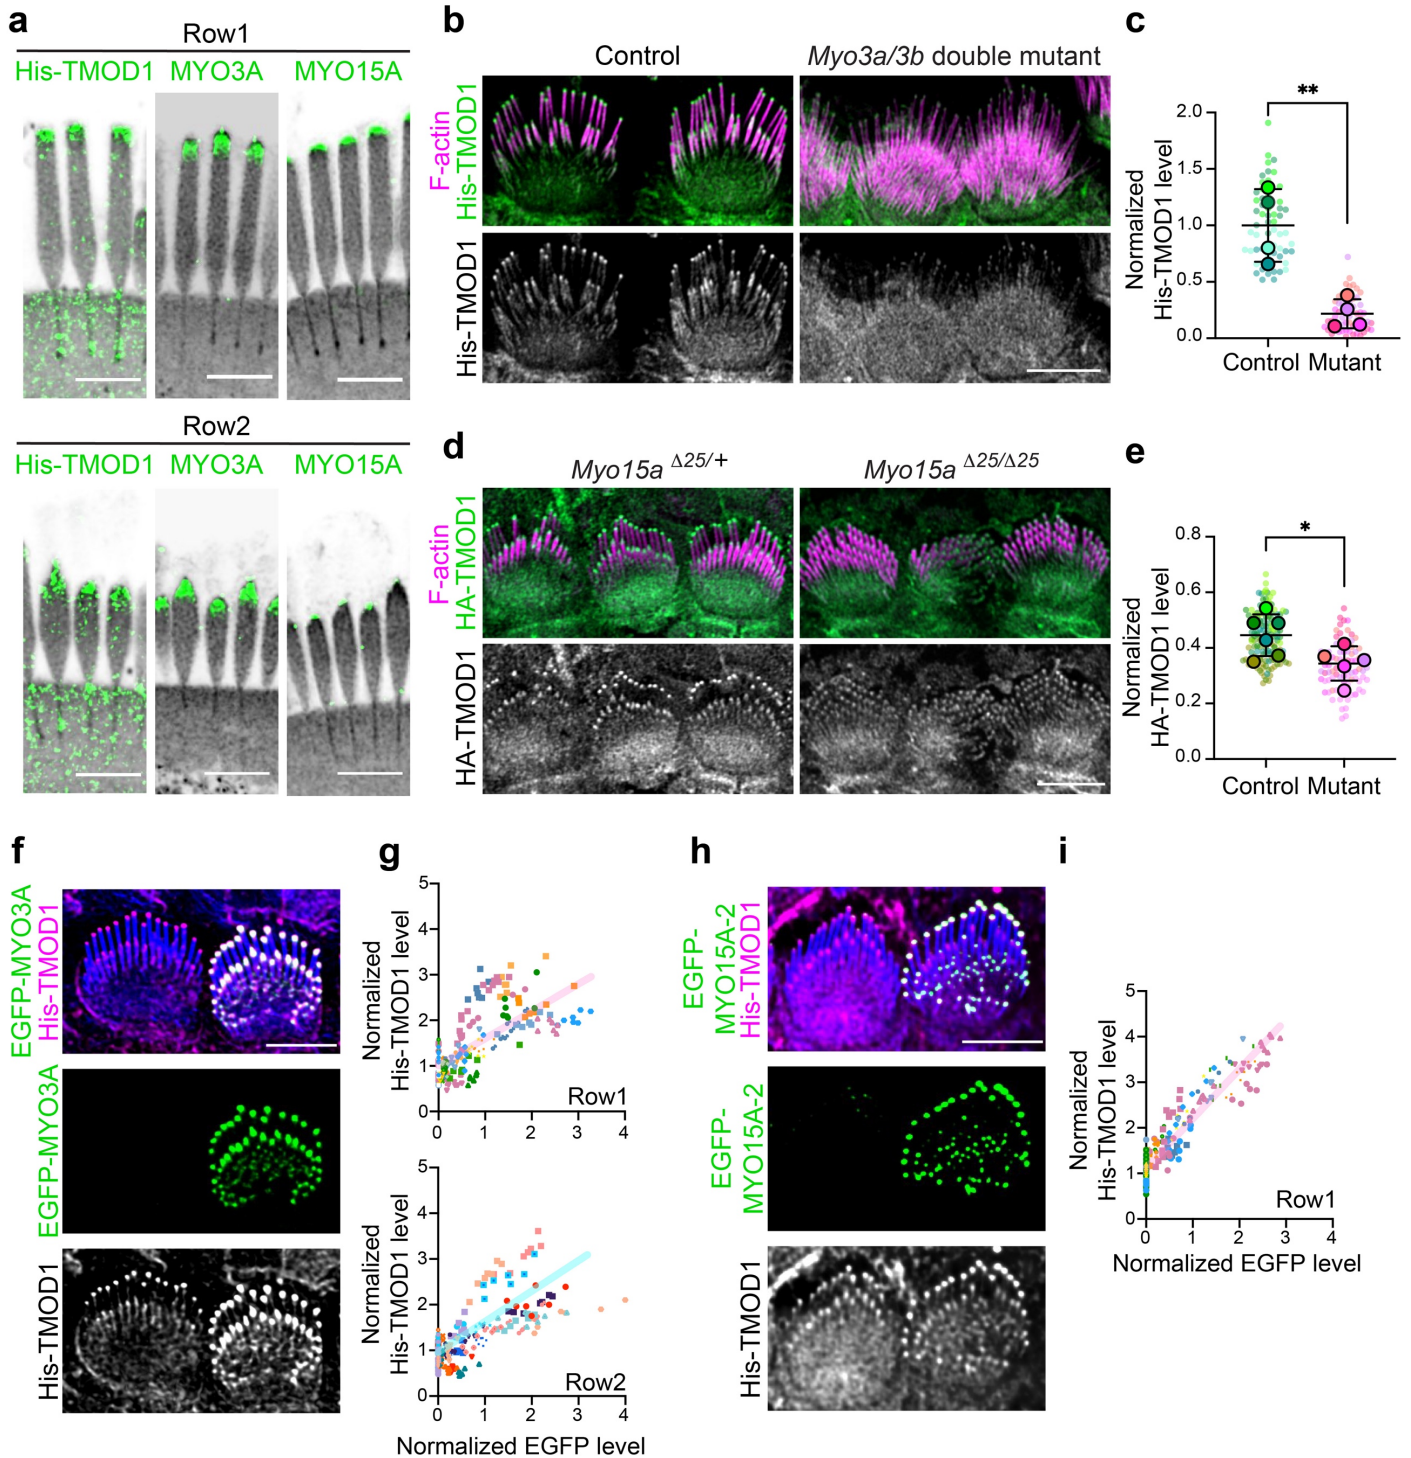 a
Row1
His-TMOD1 MYO3A MYO15A
Row2
His-TMOD1 MYO3A MYO15A
b
Control Myo3a/3b double mutant
F-actin
His-TMOD1
His-TMOD1
c
**
Normalized
His-TMOD1 level
2.0
1.5
1.0
0.5
0.0
Control Mutant
d
Myo15a Δ25/+ Myo15a Δ25/Δ25
F-actin
HA-TMOD1
HA-TMOD1
e
*
Normalized
HA-TMOD1 level
0.8
0.6
0.4
0.2
0.0
Control Mutant
f
EGFP-MYO3A
His-TMOD1
EGFP-MYO3A
His-TMOD1
g
Normalized
His-TMOD1 level
5
4
3
2
1
0
Row1
0 1 2 3 4
Normalized
His-TMOD1 level
5
4
3
2
1
0
Row2
0 1 2 3 4
Normalized EGFP level
h
EGFP-
MYO15A-2
His-TMOD1
EGFP-
MYO15A-2
His-TMOD1
i
Normalized
His-TMOD1 level
5
4
3
2
1
0
Row1
0 1 2 3 4
Normalized EGFP level